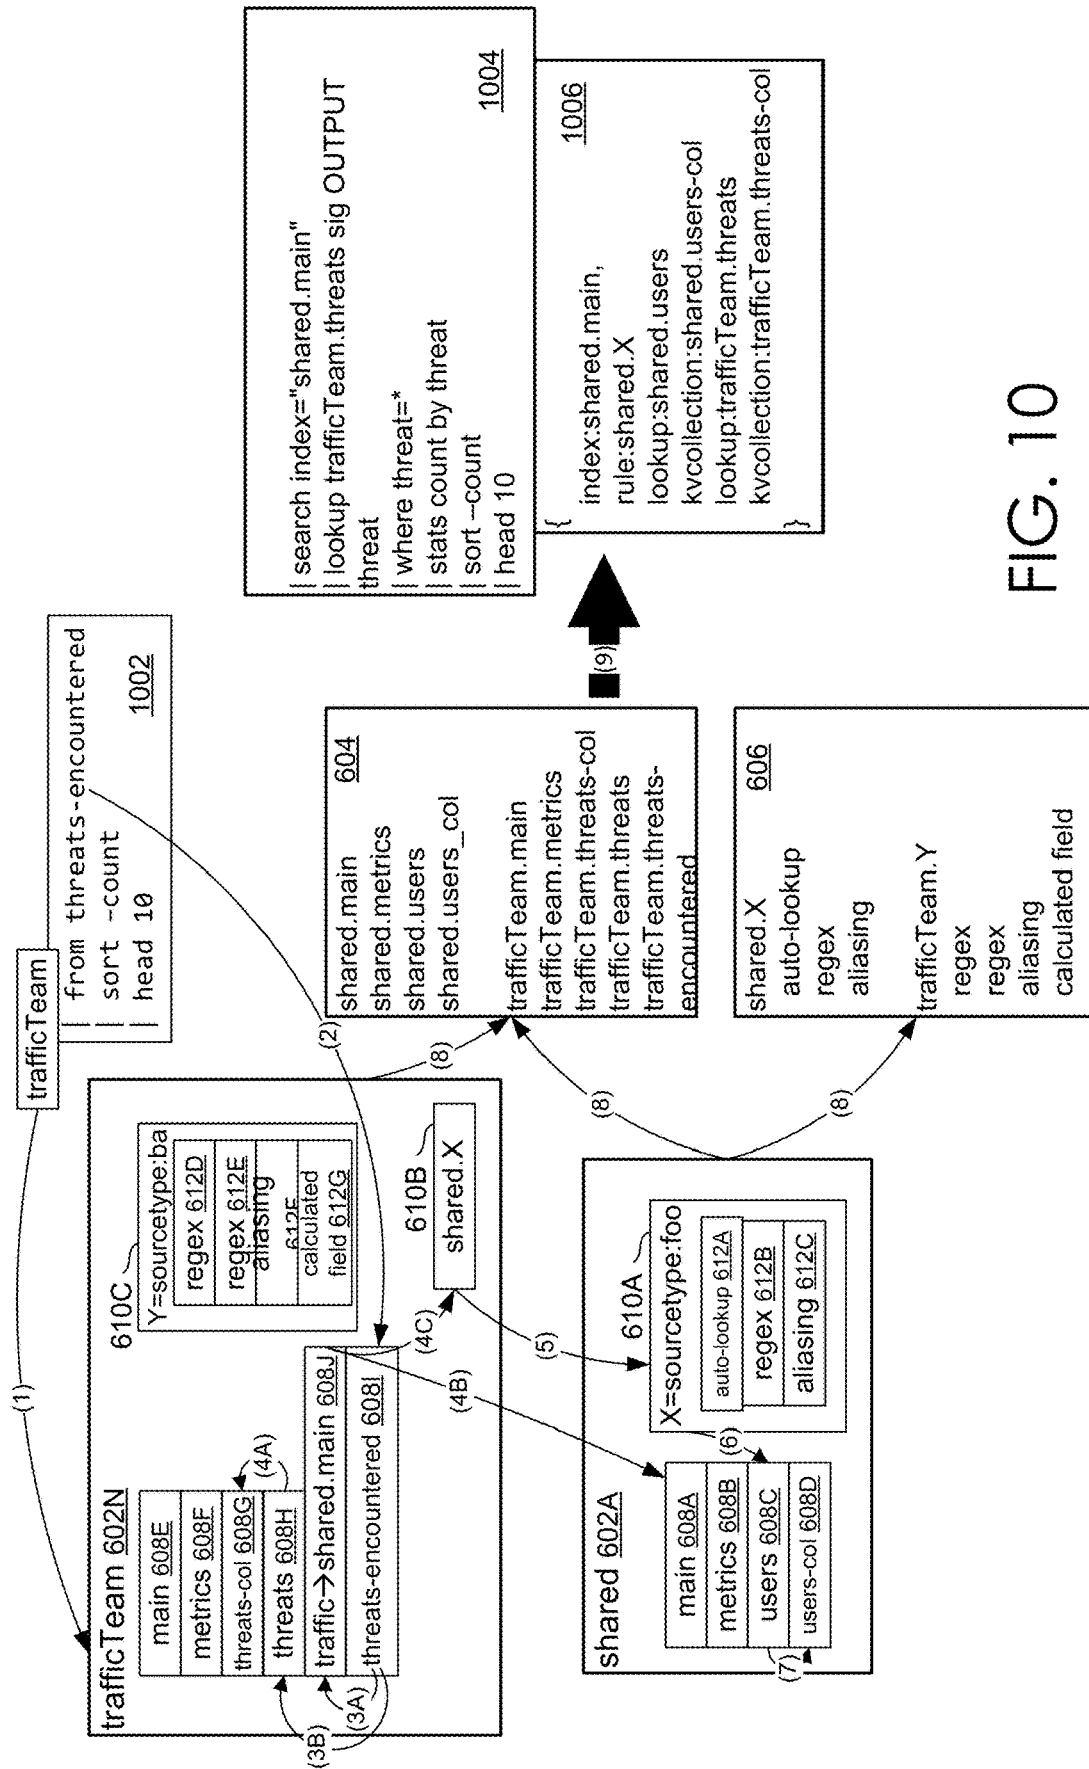 trafficTeam
| from threats-encountered
| sort –count
| head 10
1002
(1)
(2)
trafficTeam 602N
main 608E
metrics 608F
threats-col 608G
threats 608H
traffic→shared.main 608J
threats-encountered 608I
(3A)
(3B)
(4A)
610C
Y=sourcetype:ba
regex 612D
regex 612E
aliasing
612F
calculated
field 612G
610B
shared.X
(4B)
(4C)
(5)
shared 602A
main 608A
metrics 608B
users 608C
users-col 608D
(6)
(7)
610A
X=sourcetype:foo
auto-lookup 612A
regex 612B
aliasing 612C
(8)
(8)
(8)
shared.main 604
shared.metrics
shared.users
shared.users_col
trafficTeam.main
trafficTeam.metrics
trafficTeam.threats-col
trafficTeam.threats
trafficTeam.threats-
encountered
shared.X 606
auto-lookup
regex
aliasing
trafficTeam.Y
regex
regex
aliasing
calculated field
(9)
| search index="shared.main"
| lookup trafficTeam.threats sig OUTPUT
threat
| where threat=*
| stats count by threat
| sort –count
| head 10 1004
{ 1006
index:shared.main,
rule:shared.X
lookup:shared.users
kvcollection:shared.users-col
lookup:trafficTeam.threats
kvcollection:trafficTeam.threats-col
}
FIG. 10